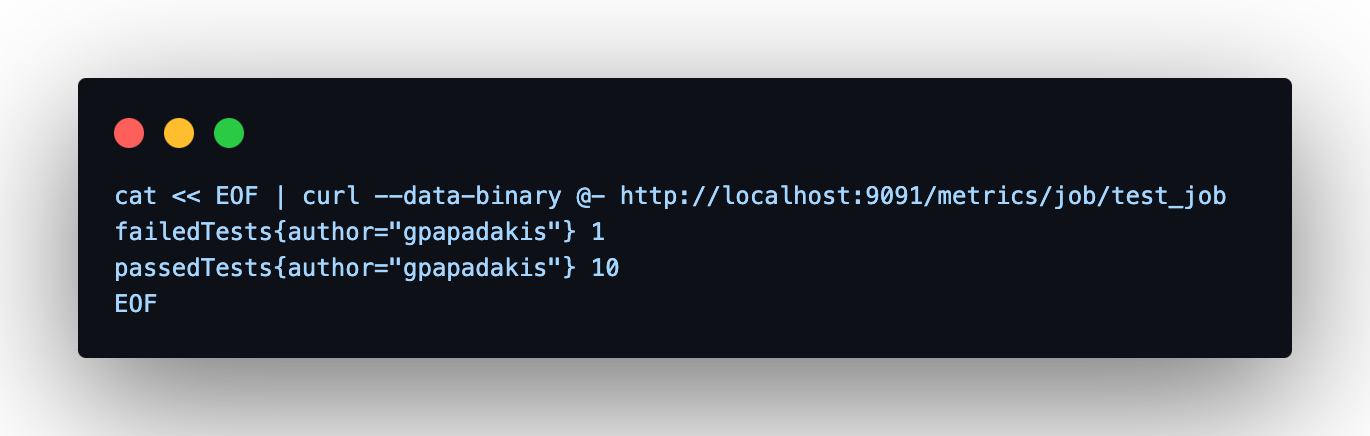 cat << EOF | curl --data-binary @- http://localhost:9091/metrics/job/test_job
failedTests{author="gpapadakis"} 1
passedTests{author="gpapadakis"} 10
EOF